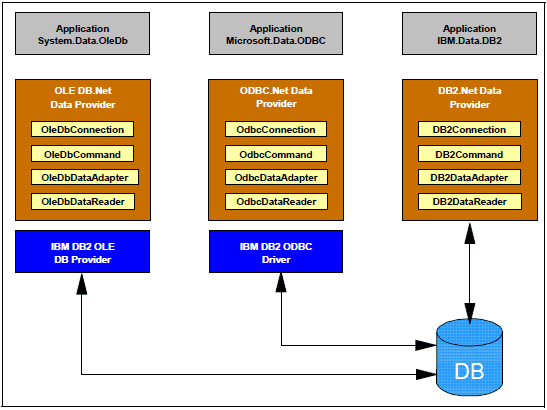 Application
System.Data.OleDb
Application
Microsoft.Data.ODBC
Application
IBM.Data.DB2
OLE DB.Net
Data Provider
OleDbConnection
OleDbCommand
OleDbDataAdapter
OleDbDataReader
ODBC.Net Data
Provider
OdbcConnection
OdbcCommand
OdbcDataAdapter
OdbcDataReader
DB2.Net Data
Provider
DB2Connection
DB2Command
DB2DataAdapter
DB2DataReader
IBM DB2 OLE
DB Provider
IBM DB2 ODBC
Driver
DB